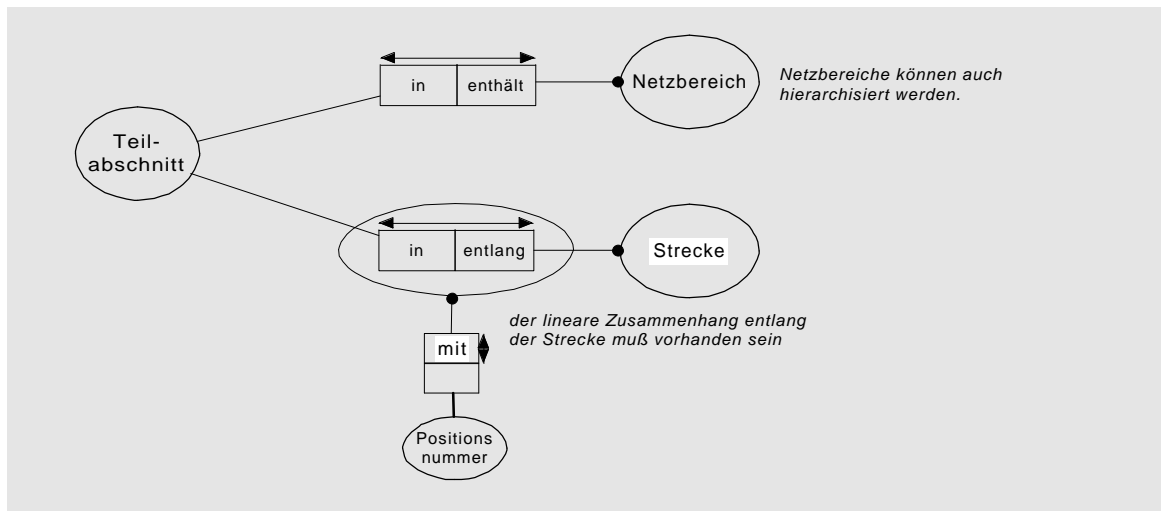 in enthält
Netzbereich
Netzbereiche können auch
hierarchisiert werden.
Teil-
abschnitt
in entlang
Strecke
der lineare Zusammenhang entlang
der Strecke muß vorhanden sein
mit
Positions
nummer